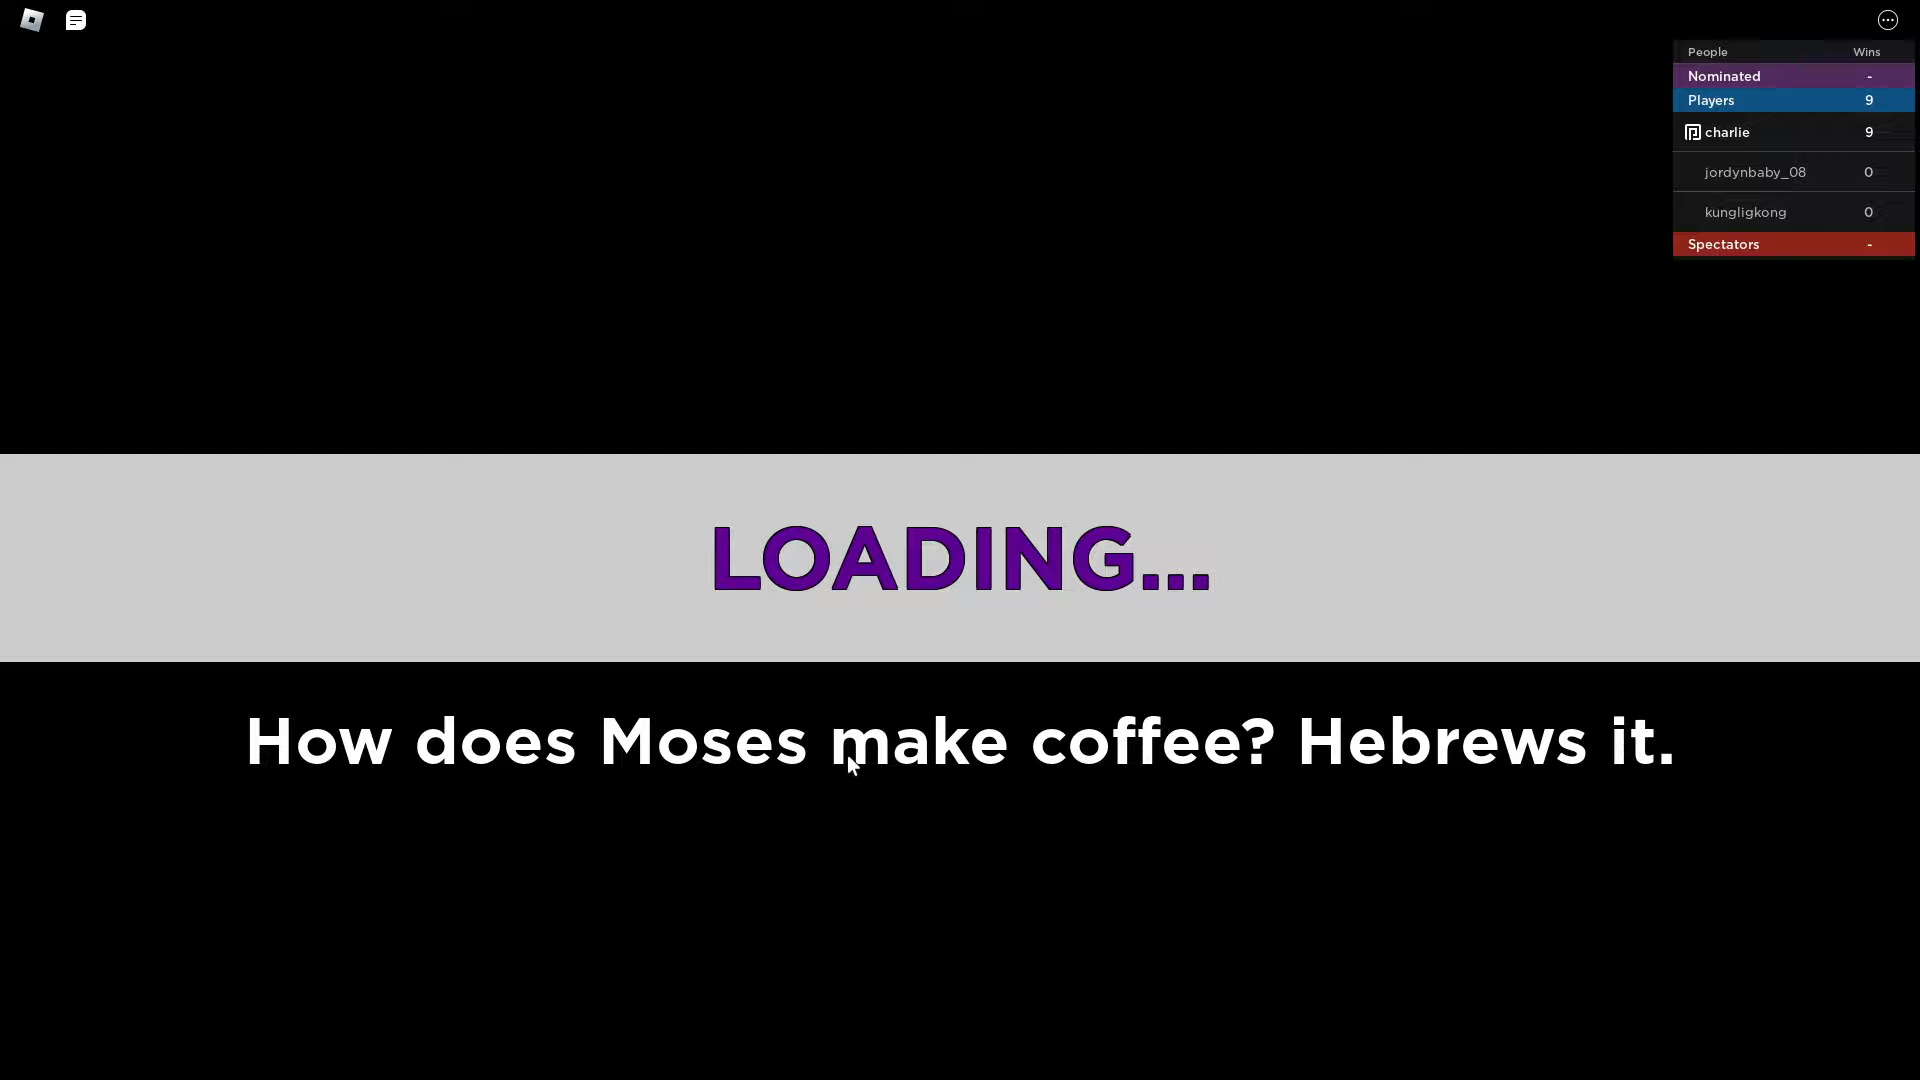 People Wins
Nominated -
Players 9
charlie 9
jordynbaby_08 0
kungligkong 0
Spectators -
LOADING...
How does Moses make coffee? Hebrews it.